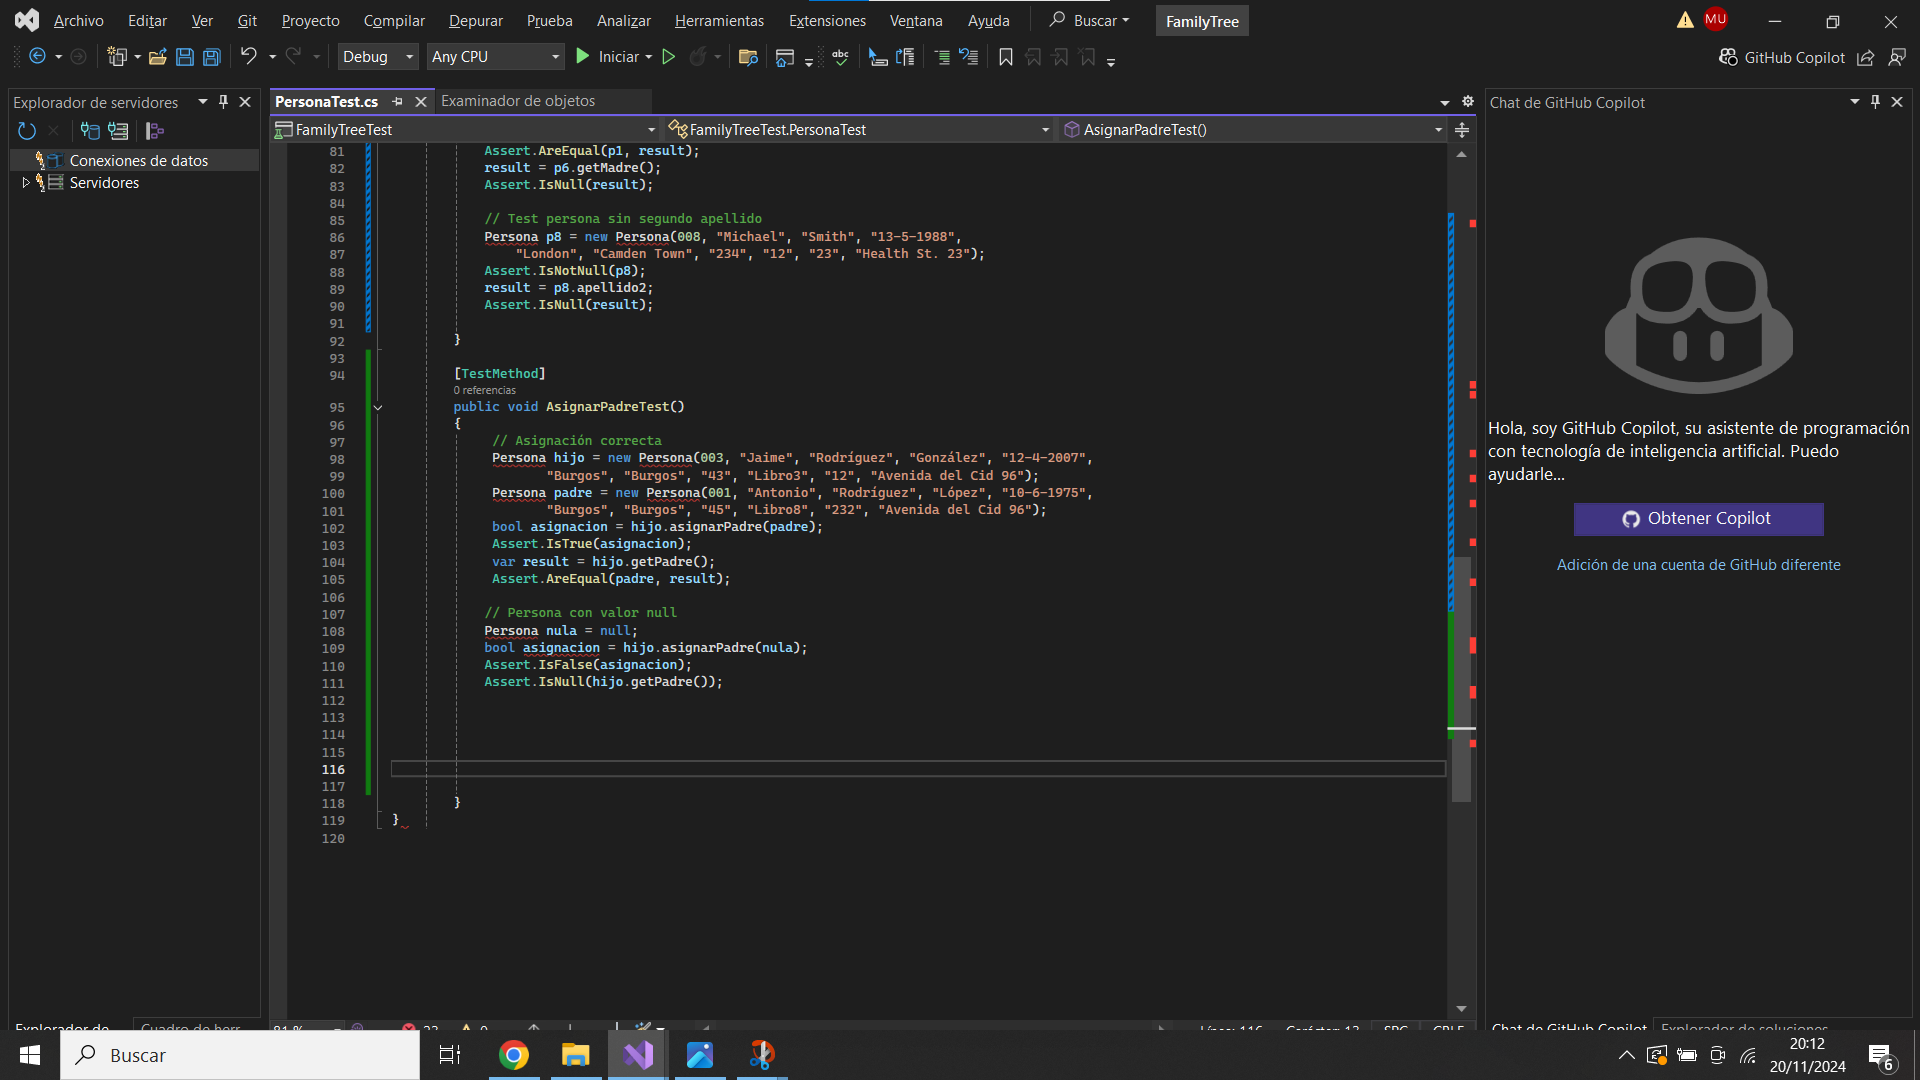 Archivo Editar Ver Git Proyecto Compilar Depurar Prueba Analizar Herramientas Extensiones Ventana Ayuda Buscar FamilyTree MU
Debug Any CPU Iniciar abc GitHub Copilot
Explorador de servidores
Conexiones de datos
Servidores
PersonaTest.cs Examinador de objetos
FamilyTreeTest FamilyTreeTest.PersonaTest AsignarPadreTest()
81 Assert.AreEqual(p1, result);
82 result = p6.getMadre();
83 Assert.IsNull(result);
84
85 // Test persona sin segundo apellido
86 Persona p8 = new Persona(008, "Michael", "Smith", "13-5-1988",
87 "London", "Camden Town", "234", "12", "23", "Health St. 23");
88 Assert.IsNotNull(p8);
89 result = p8.apellido2;
90 Assert.IsNull(result);
91
92 }
93
94 [TestMethod]
0 referencias
95 public void AsignarPadreTest()
96 {
97 // Asignación correcta
98 Persona hijo = new Persona(003, "Jaime", "Rodríguez", "González", "12-4-2007",
99 "Burgos", "Burgos", "43", "Libro3", "12", "Avenida del Cid 96");
100 Persona padre = new Persona(001, "Antonio", "Rodríguez", "López", "10-6-1975",
101 "Burgos", "Burgos", "45", "Libro8", "232", "Avenida del Cid 96");
102 bool asignacion = hijo.asignarPadre(padre);
103 Assert.IsTrue(asignacion);
104 var result = hijo.getPadre();
105 Assert.AreEqual(padre, result);
106
107 // Persona con valor null
108 Persona nula = null;
109 bool asignacion = hijo.asignarPadre(nula);
110 Assert.IsFalse(asignacion);
111 Assert.IsNull(hijo.getPadre());
112
113
114
115
116
117
118 }
119 }
120
Chat de GitHub Copilot
Hola, soy GitHub Copilot, su asistente de programación
con tecnología de inteligencia artificial. Puedo
ayudarle...
Obtener Copilot
Adición de una cuenta de GitHub diferente
Explorador de Cuadro de herr 81 % 23 0 Línea: 116 Carácter: 13 SPC CRLF Chat de GitHub Copilot Explorador de soluciones
Buscar
20:12
20/11/2024
6